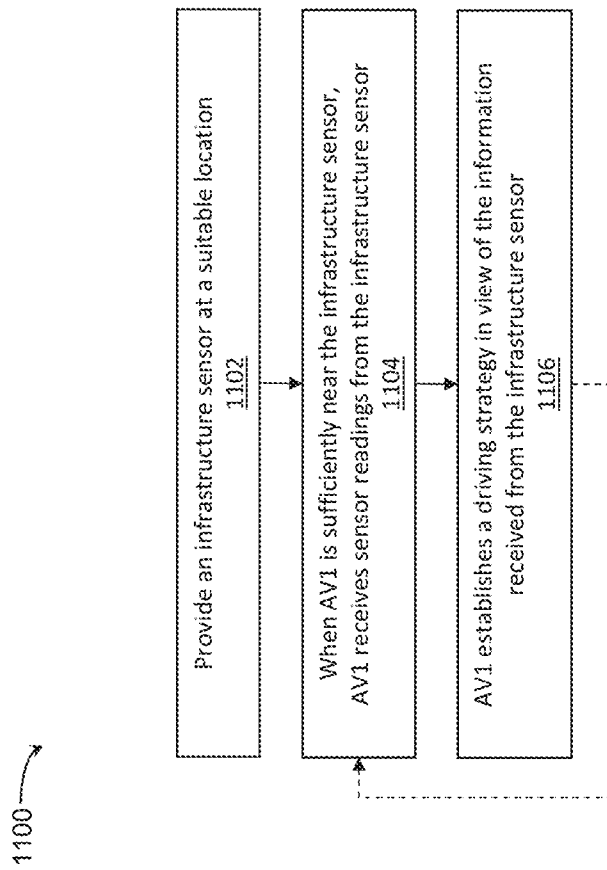 1100
Provide an infrastructure sensor at a suitable location
1102
When AV1 is sufficiently near the infrastructure sensor,
AV1 receives sensor readings from the infrastructure sensor
1104
AV1 establishes a driving strategy in view of the information
received from the infrastructure sensor
1106